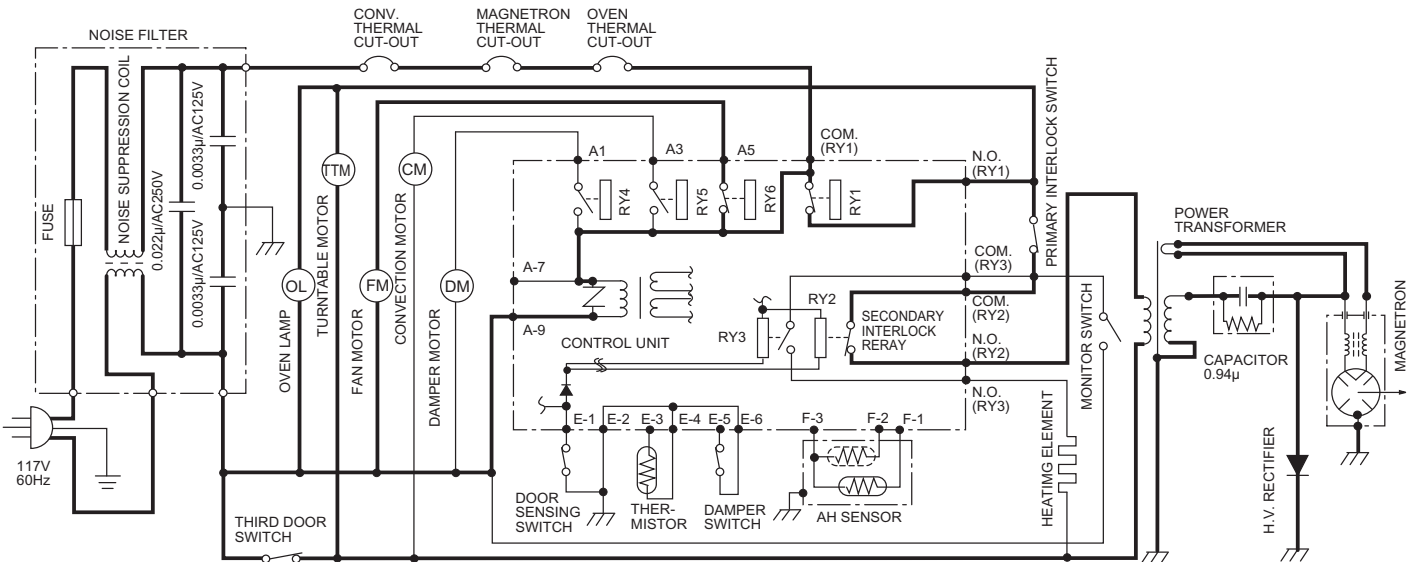 CONV.
THERMAL
CUT-OUT
MAGNETRON
THERMAL
CUT-OUT
OVEN
THERMAL
CUT-OUT
NOISE FILTER
FUSE
NOISE SUPPRESSION COIL
0.022μ/AC250V
0.0033μ/AC125V
0.0033μ/AC125V
117V
60Hz
OL
OVEN LAMP
TTM
TURNTABLE MOTOR
FM
FAN MOTOR
CM
CONVECTION MOTOR
DM
DAMPER MOTOR
A1
A3
A5
COM.
(RY1)
N.O.
(RY1)
RY4
RY5
RY6
RY1
PRIMARY INTERLOCK SWITCH
A-7
A-9
CONTROL UNIT
COM.
(RY3)
COM.
(RY2)
RY2
RY3
SECONDARY
INTERLOCK
RERAY
N.O.
(RY2)
N.O.
(RY3)
MONITOR SWITCH
E-1
E-2
E-3
E-4
E-5
E-6
F-3
F-2
F-1
DOOR
SENSING
SWITCH
THER-
MISTOR
DAMPER
SWITCH
AH SENSOR
HEATIMG ELEMENT
THIRD DOOR
SWITCH
POWER
TRANSFORMER
CAPACITOR
0.94μ
MAGNETRON
H.V. RECTIFIER